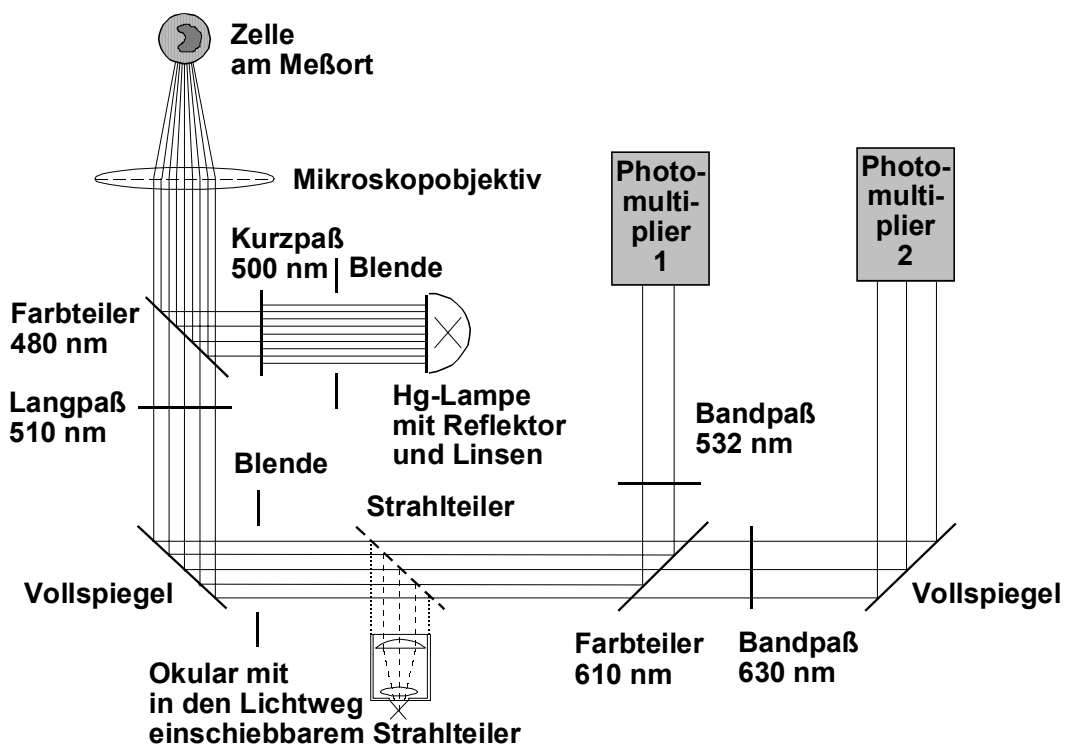 Zelle
am Meßort
Mikroskopobjektiv
Photo-
multi-
plier
1
Photo-
multi-
plier
2
Kurzpaß
500 nm
Blende
Farbteiler
480 nm
Hg-Lampe
mit Reflektor
und Linsen
Langpaß
510 nm
Bandpaß
532 nm
Blende
Strahlteiler
Vollspiegel
Vollspiegel
Farbteiler
610 nm
Bandpaß
630 nm
Okular mit
in den Lichtweg
einschiebbarem Strahlteiler